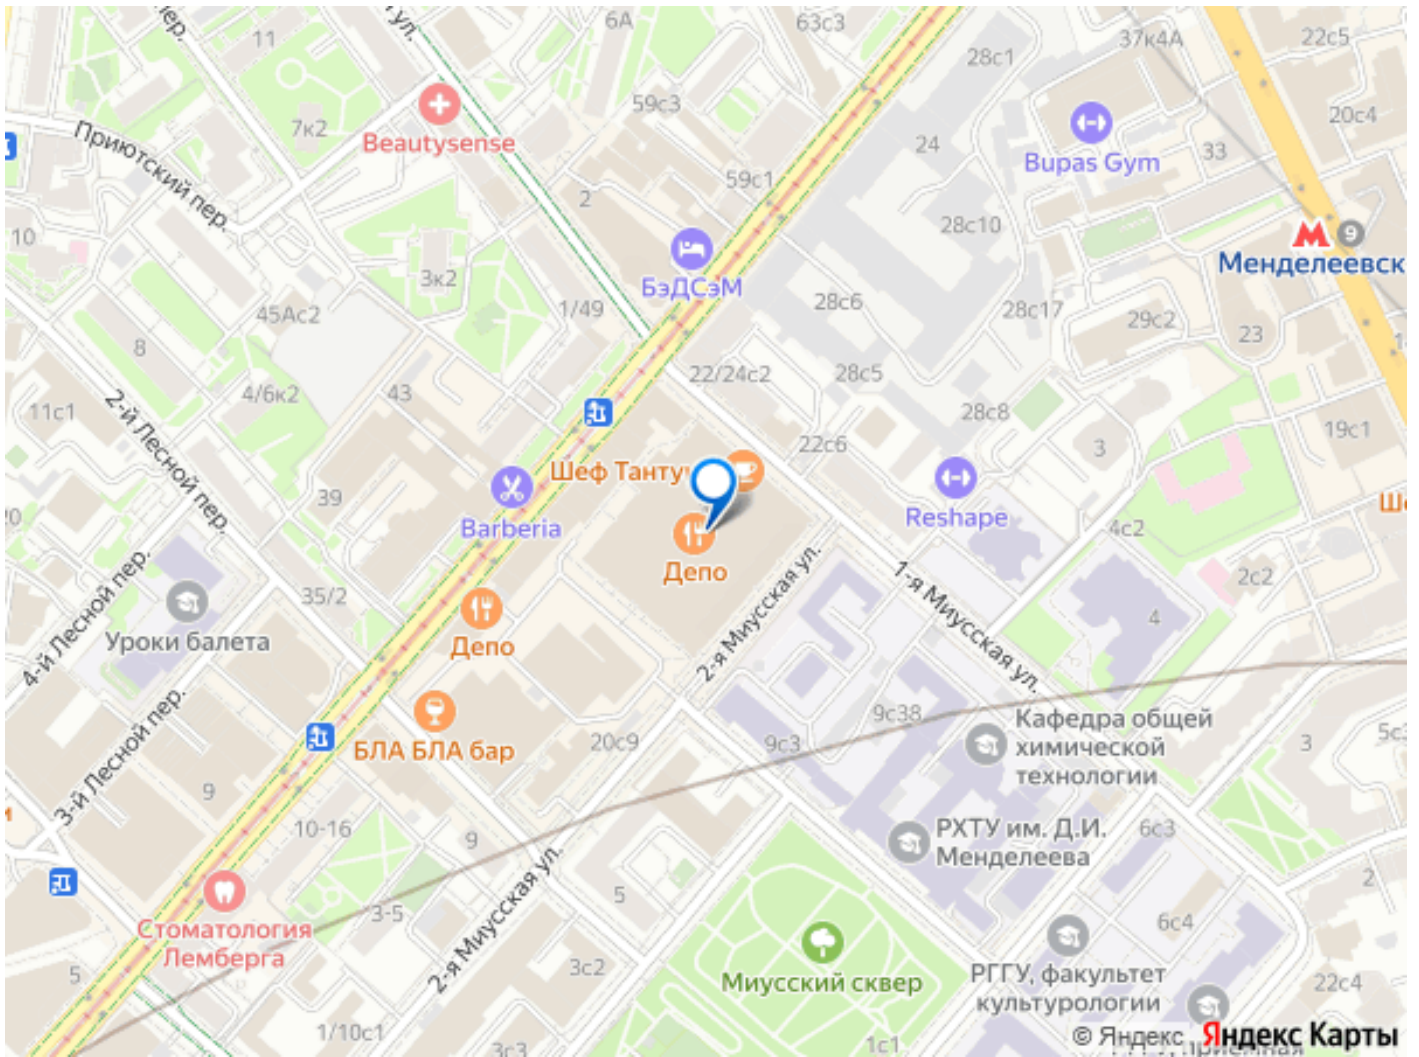 6А
63с3
11
28с1
37к4А
22с5
59с3
20с4
7к2
Beautysense
Приютский пер.
24
33
Bupas Gym
59с1
2
28с10
9
10
3к2
Менделеевск
БэДСэМ
45Ас2
1/49
28с6
28с17
29с2
23
8
22/24с2
28с5
4/6к2
43
11с1
2-й Лесной пер.
28с8
3
19с1
22с6
Шеф Танту
39
Barberia
Reshape
4с2
Депо
2с2
1-я Миусская ул.
2-я Миусская ул.
35/2
4-й Лесной пер.
Уроки балета
Депо
4
3-й Лесной пер.
БЛА БЛА бар
20с9
9с38
9с3
Кафедра общей
химической
технологии
3
9
10-16
9
РХТУ им. Д.И.
Менделеева
6с3
2
5
3-5
2-я Миусская ул.
Стоматология
Лемберга
6с4
5
3с2
Миусский сквер
РГГУ, факультет
культурологии
22с4
1/10с1
1с1
© Яндекс
Яндекс Карты